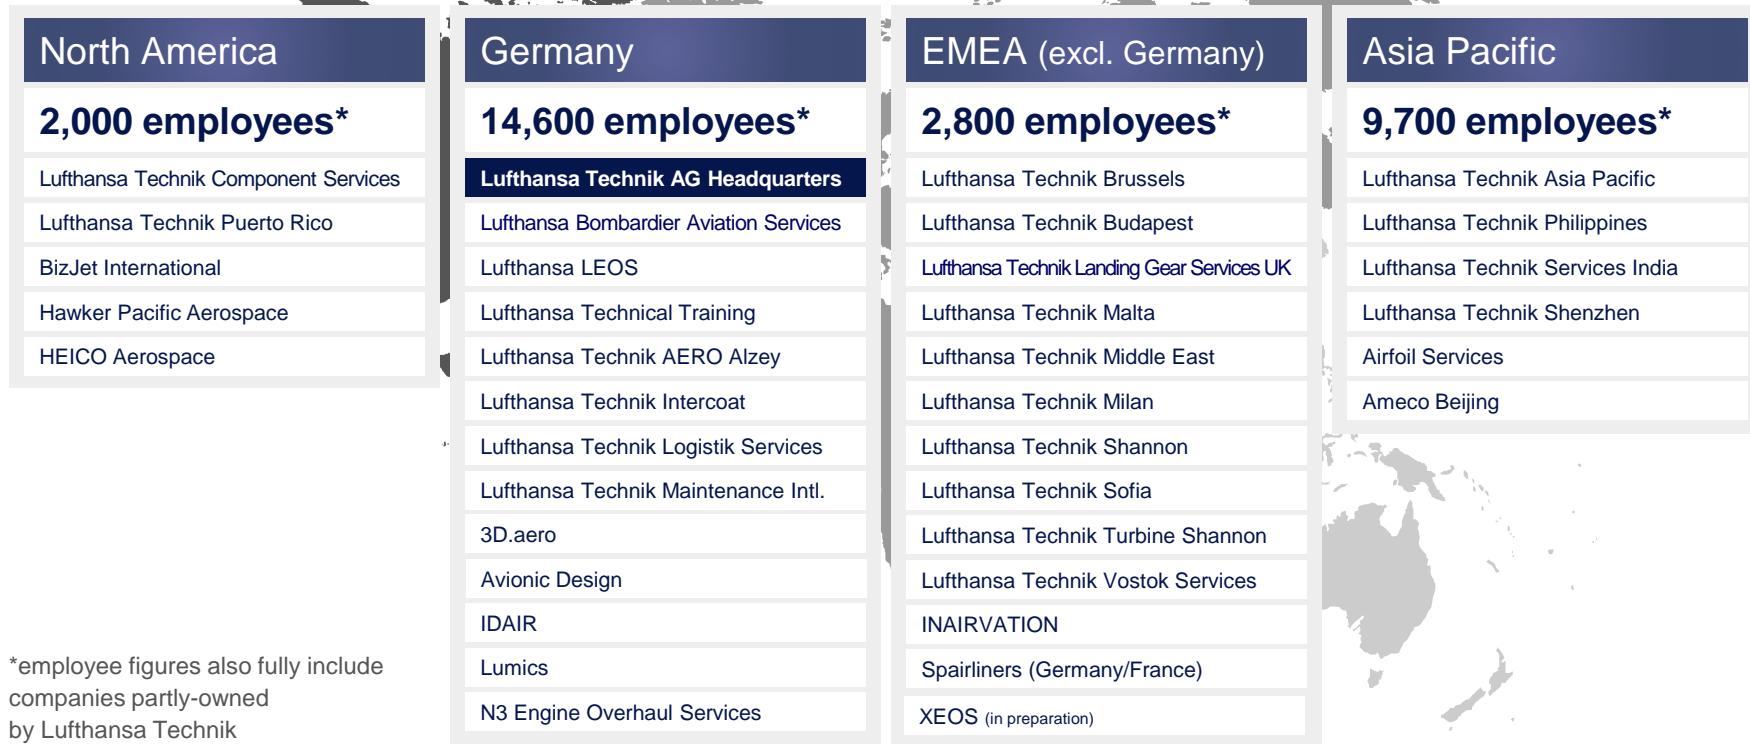 North America
2,000 employees*
Lufthansa Technik Component Services
Lufthansa Technik Puerto Rico
BizJet International
Hawker Pacific Aerospace
HEICO Aerospace
Germany
14,600 employees*
Lufthansa Technik AG Headquarters
Lufthansa Bombardier Aviation Services
Lufthansa LEOS
Lufthansa Technical Training
Lufthansa Technik AERO Alzey
Lufthansa Technik Intercoat
Lufthansa Technik Logistik Services
Lufthansa Technik Maintenance Intl.
3D.aero
Avionic Design
IDAIR
Lumics
N3 Engine Overhaul Services
EMEA (excl. Germany)
2,800 employees*
Lufthansa Technik Brussels
Lufthansa Technik Budapest
Lufthansa Technik Landing Gear Services UK
Lufthansa Technik Malta
Lufthansa Technik Middle East
Lufthansa Technik Milan
Lufthansa Technik Shannon
Lufthansa Technik Sofia
Lufthansa Technik Turbine Shannon
Lufthansa Technik Vostok Services
INAIRVATION
Spairliners (Germany/France)
XEOS (in preparation)
Asia Pacific
9,700 employees*
Lufthansa Technik Asia Pacific
Lufthansa Technik Philippines
Lufthansa Technik Services India
Lufthansa Technik Shenzhen
Airfoil Services
Ameco Beijing
*employee figures also fully include
companies partly-owned
by Lufthansa Technik